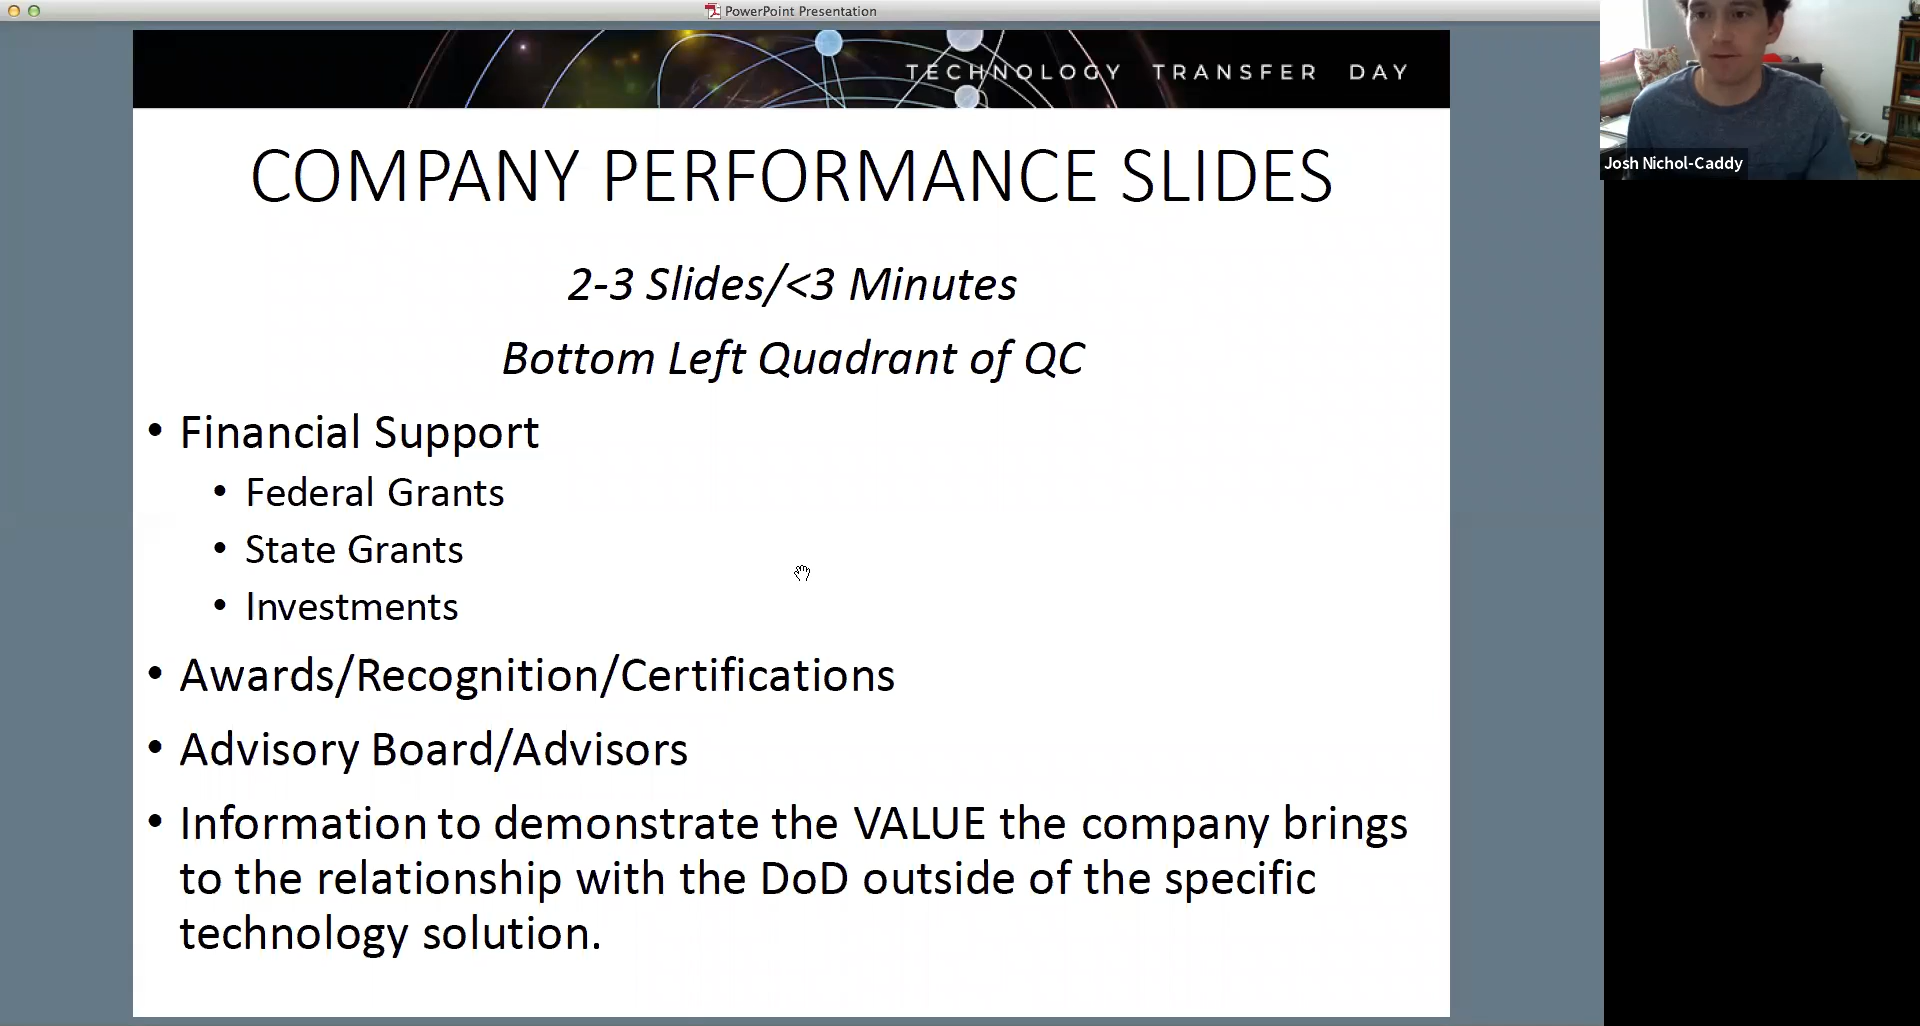 PowerPoint Presentation
TECHNOLOGY TRANSFER DAY
COMPANY PERFORMANCE SLIDES
2-3 Slides/<3 Minutes
Bottom Left Quadrant of QC
• Financial Support
• Federal Grants
• State Grants
• Investments
• Awards/Recognition/Certifications
• Advisory Board/Advisors
• Information to demonstrate the VALUE the company brings
to the relationship with the DoD outside of the specific
technology solution.
Josh Nichol-Caddy